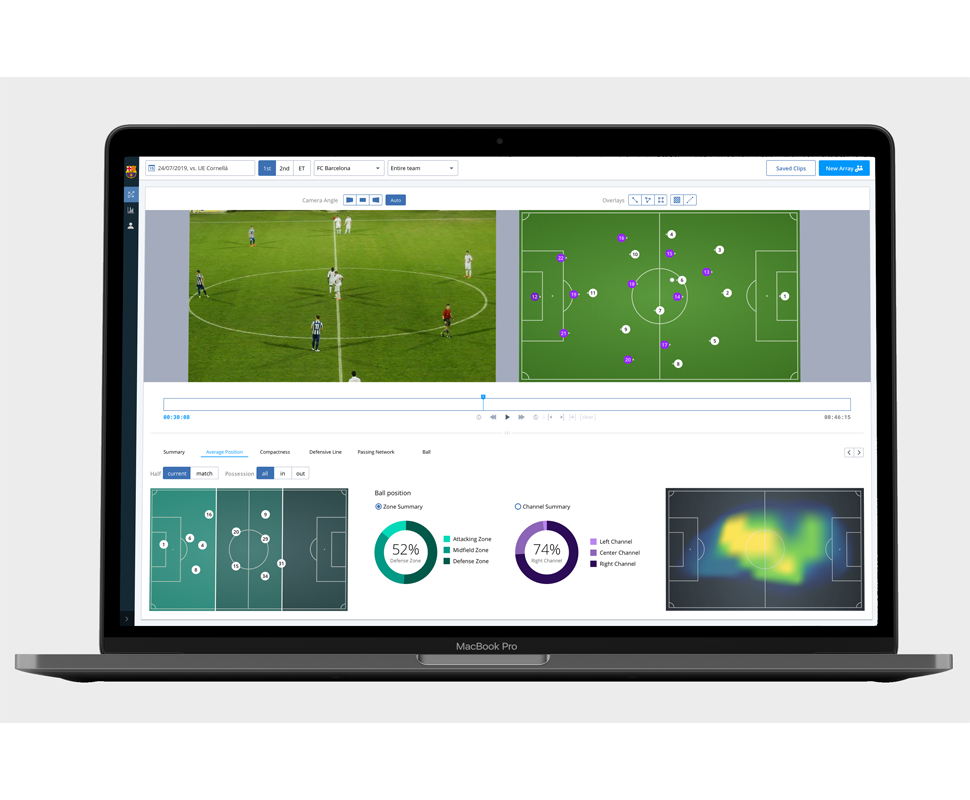 24/07/2019, vs. UE Cornellà 1st 2nd ET FC Barcelona Entire team Saved Clips New Array
Camera Angle Auto Overlays
16 4
22 10 15 3
13
18 6
12 19 11 14 2 1
7
21 9
17 5
20 8
00:30:08 [clear] 00:46:15
Summary Average Position Compactness Defensive Line Passing Network Ball
Half current match Possession all in out
Ball position
Zone Summary Channel Summary
52% Defense Zone
Attacking Zone
Midfield Zone
Defense Zone
74% Right Channel
Left Channel
Center Channel
Right Channel
16 9
6 20
1 4 25
8 15 31
34
MacBook Pro